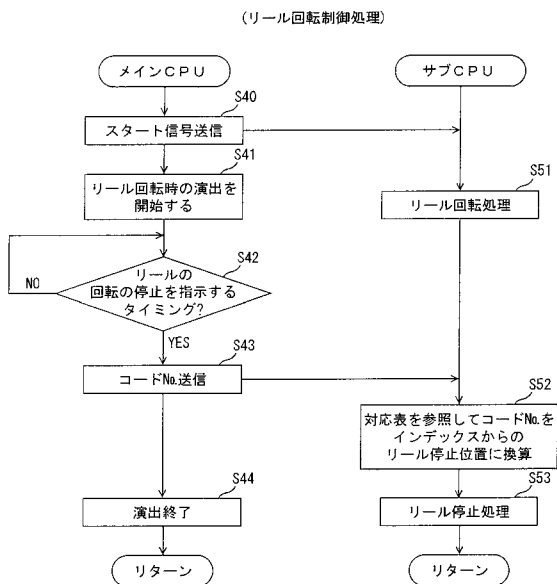 (リール回転制御処理)
メインCPU
サブCPU
S40
スタート信号送信
S41
リール回転時の演出を
開始する
S51
リール回転処理
S42
リールの
回転の停止を指示する
タイミング?
NO
YES
S43
コードNo.送信
S52
対応表を参照してコードNo.を
インデックスからの
リール停止位置に換算
S44
演出終了
S53
リール停止処理
リターン
リターン